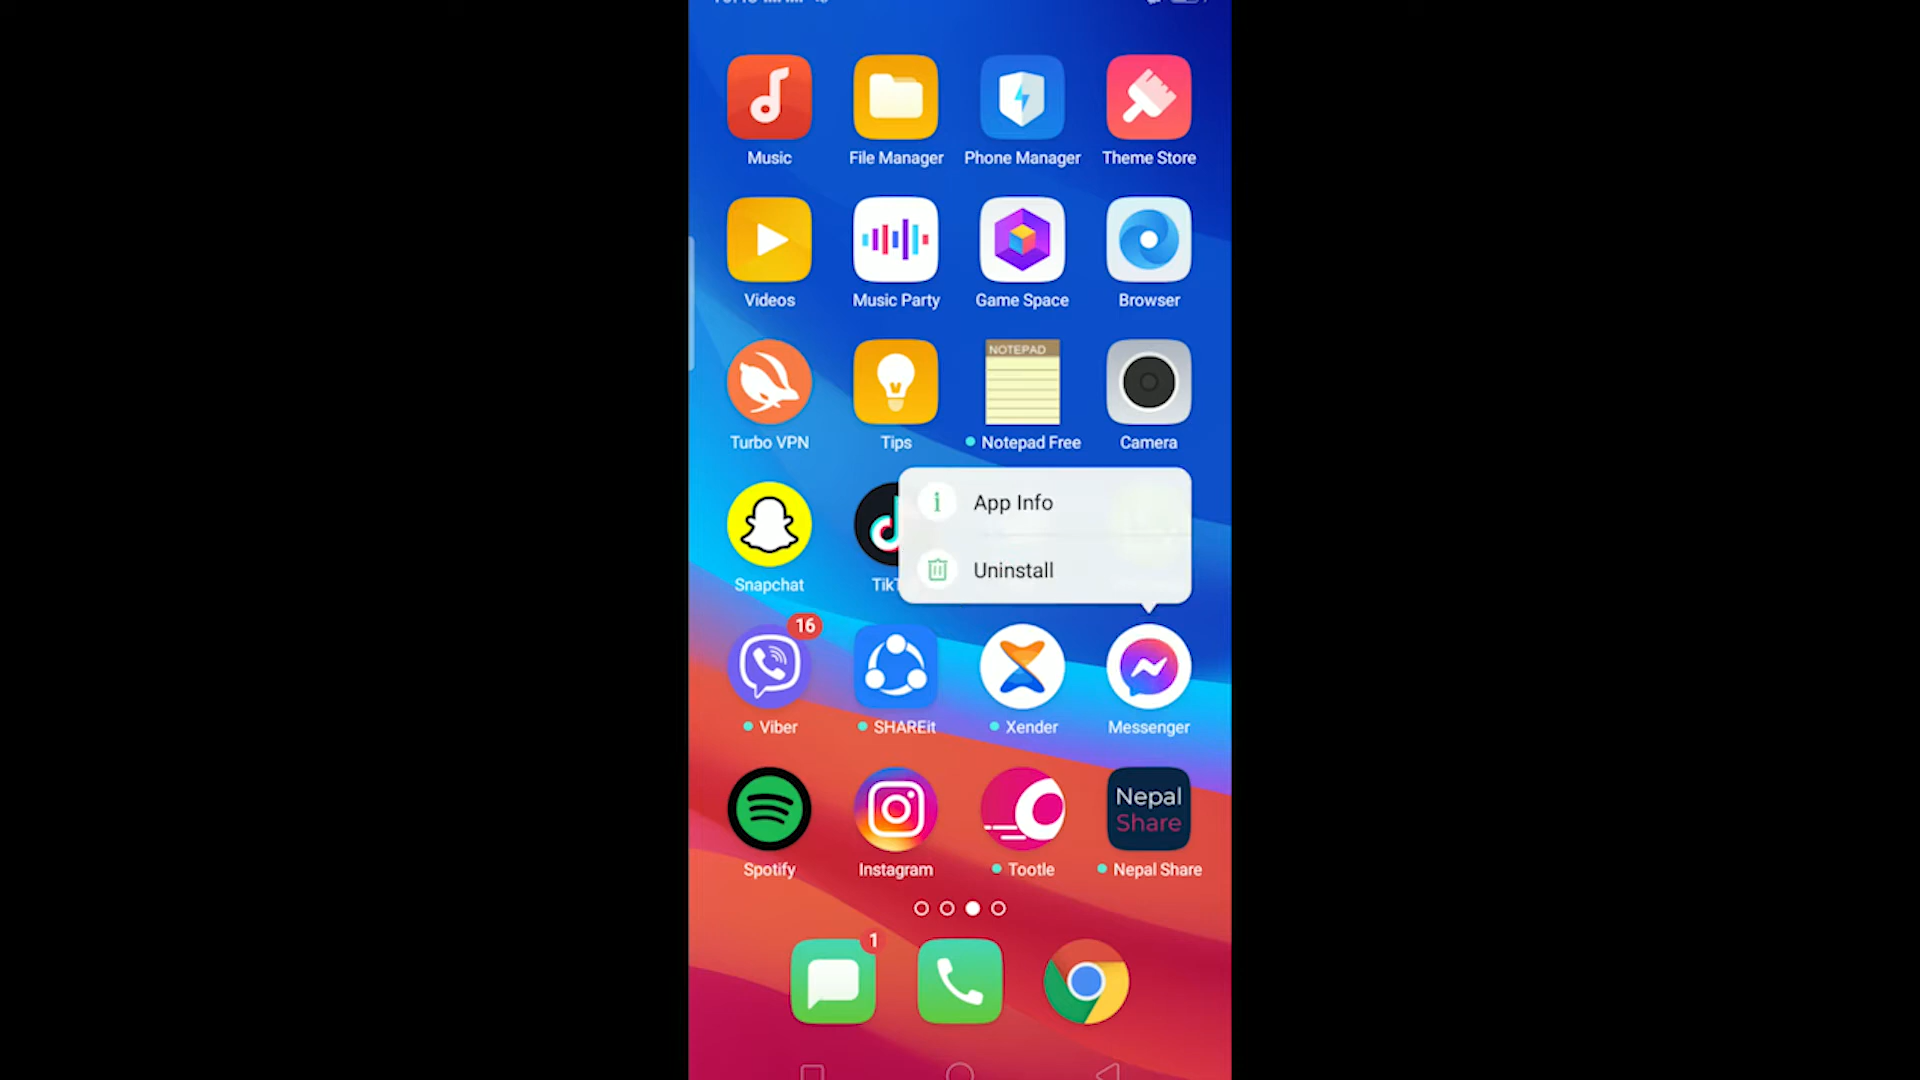 Music File Manager Phone Manager Theme Store
Videos Music Party Game Space Browser
NOTEPAD
Turbo VPN Tips Notepad Free Camera
App Info
Uninstall
Snapchat
16
Viber SHAREit Xender Messenger
Nepal
Share
Spotify Instagram Tootle Nepal Share
1